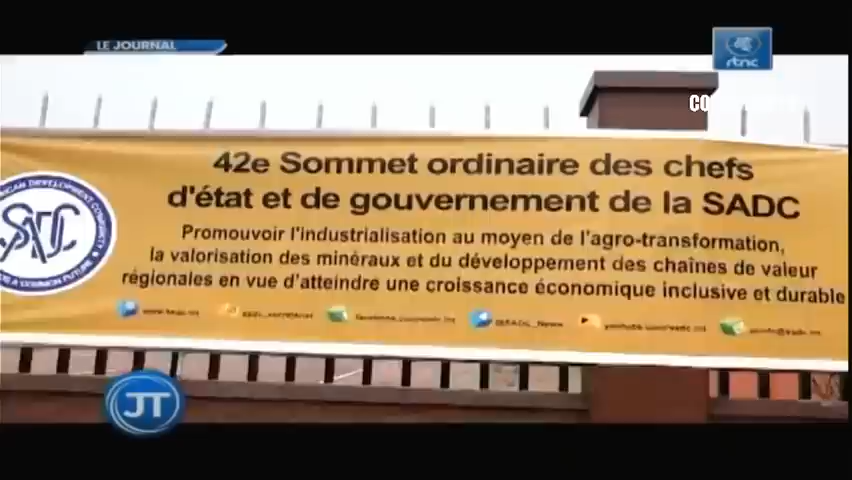 LE JOURNAL
rtnc
42e Sommet ordinaire des chefs
d'état et de gouvernement de la SADC
Promouvoir l'industrialisation au moyen de l'agro-transformation,
la valorisation des minéraux et du développement des chaînes de valeur
régionales en vue d'atteindre une croissance économique inclusive et durable
SADC
JT